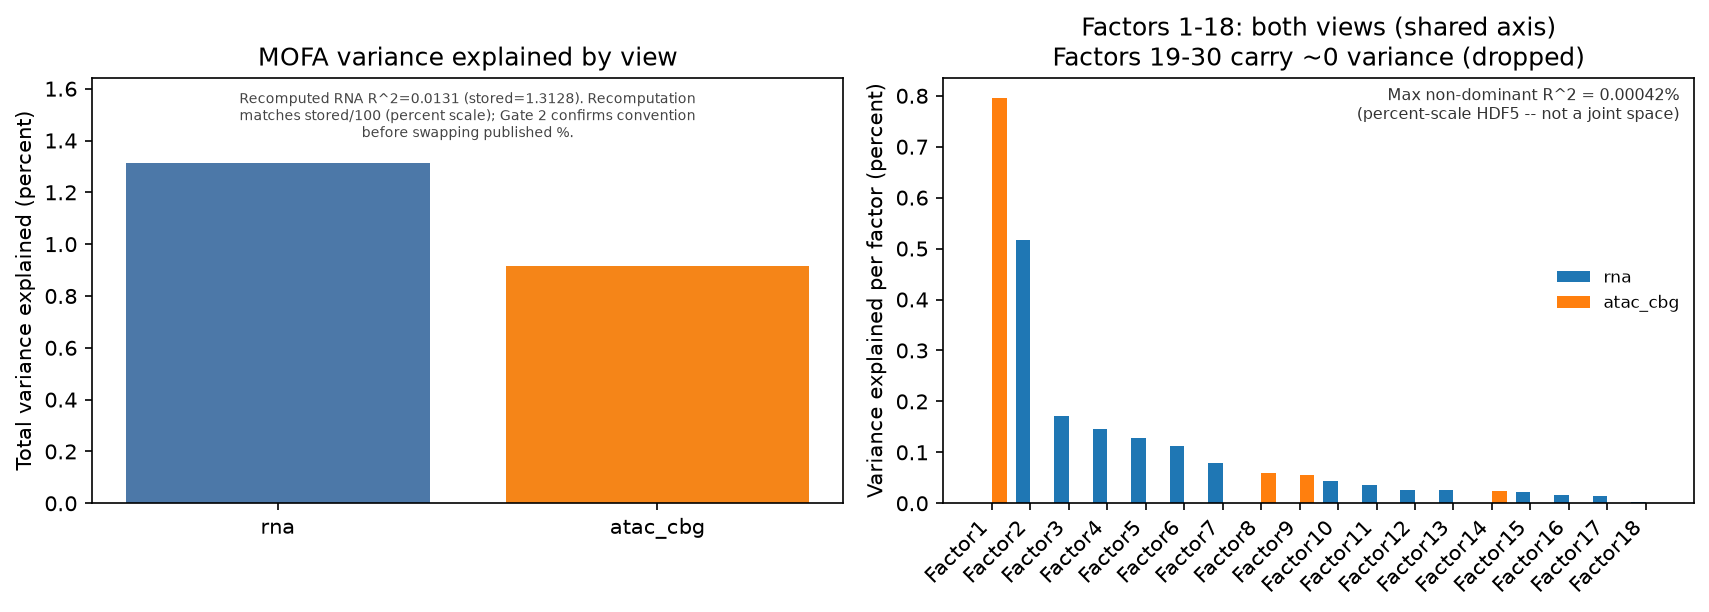 MOFA variance explained by view
Total variance explained (percent)
1.6
1.4
1.2
1.0
0.8
0.6
0.4
0.2
0.0
Recomputed RNA R^2=0.0131 (stored=1.3128). Recomputation
matches stored/100 (percent scale); Gate 2 confirms convention
before swapping published %.
rna
atac_cbg
Factors 1-18: both views (shared axis)
Factors 19-30 carry ~0 variance (dropped)
Variance explained per factor (percent)
0.8
0.7
0.6
0.5
0.4
0.3
0.2
0.1
0.0
Max non-dominant R^2 = 0.00042%
(percent-scale HDF5 -- not a joint space)
rna
atac_cbg
Factor1
Factor2
Factor3
Factor4
Factor5
Factor6
Factor7
Factor8
Factor9
Factor10
Factor11
Factor12
Factor13
Factor14
Factor15
Factor16
Factor17
Factor18